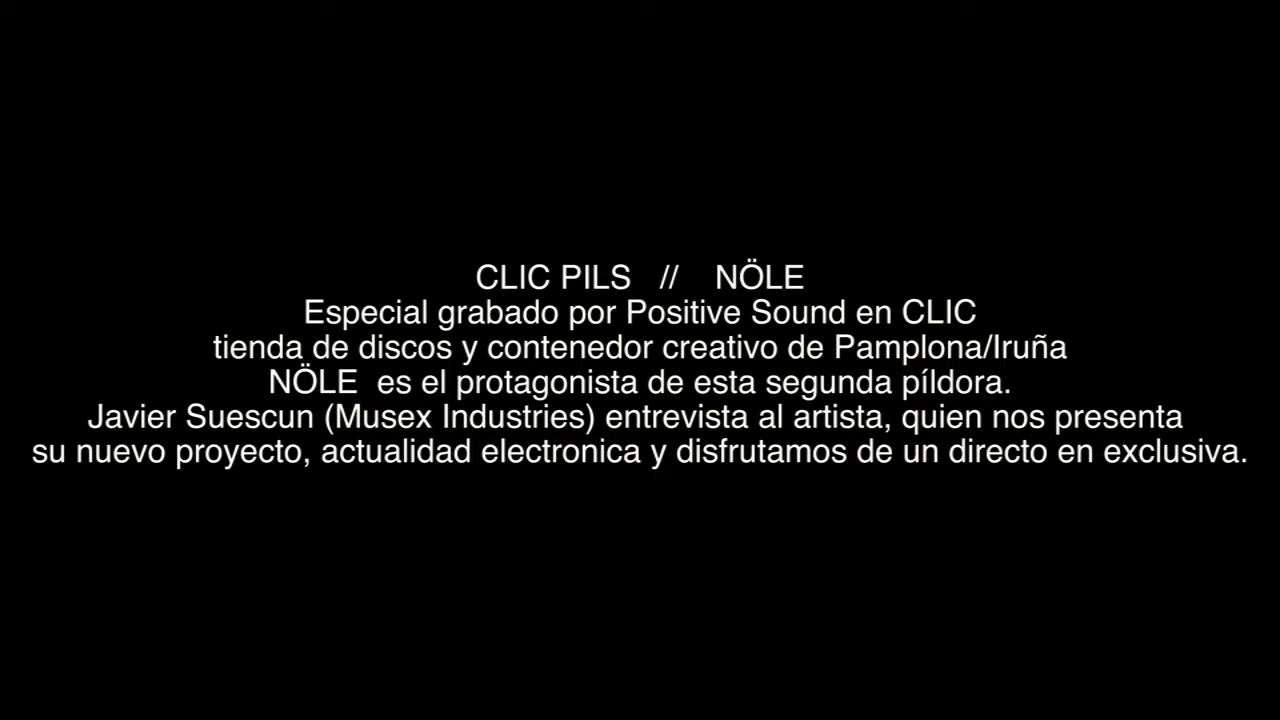 CLIC PILS // NÖLE
Especial grabado por Positive Sound en CLIC
tienda de discos y contenedor creativo de Pamplona/Iruña
NÖLE es el protagonista de esta segunda píldora.
Javier Suescun (Musex Industries) entrevista al artista, quien nos presenta
su nuevo proyecto, actualidad electronica y disfrutamos de un directo en exclusiva.